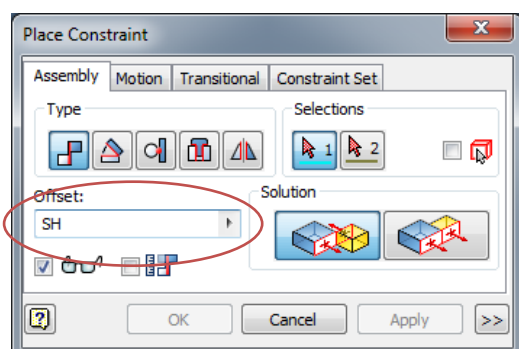 Place Constraint
Assembly Motion Transitional Constraint Set
Type
Selections
1 2
Offset:
Solution
SH
OK Cancel Apply >>